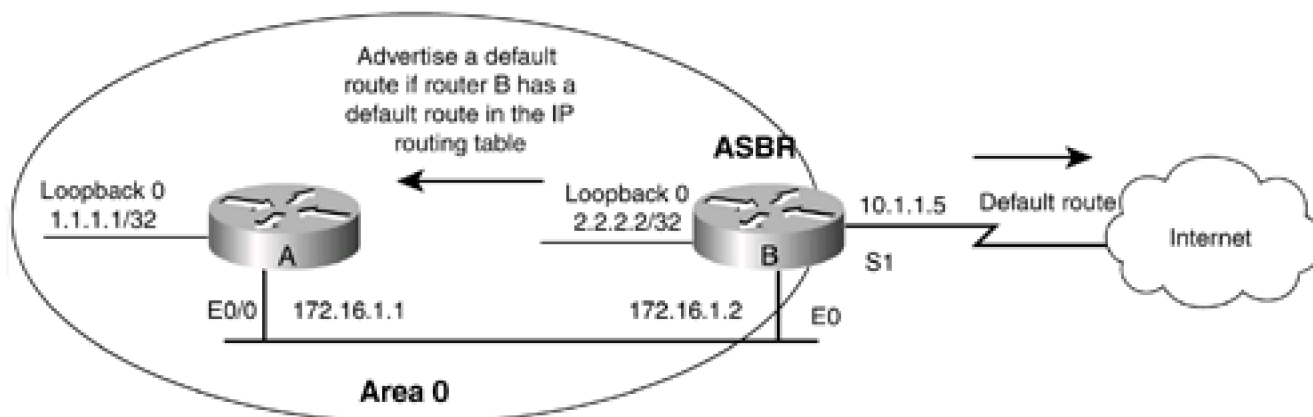 Advertise a default
route if router B has a
default route in the IP
routing table
ASBR
Loopback 0
1.1.1.1/32
A
E0/0
172.16.1.1
Loopback 0
2.2.2.2/32
B
172.16.1.2
E0
10.1.1.5
S1
Default route
Internet
Area 0